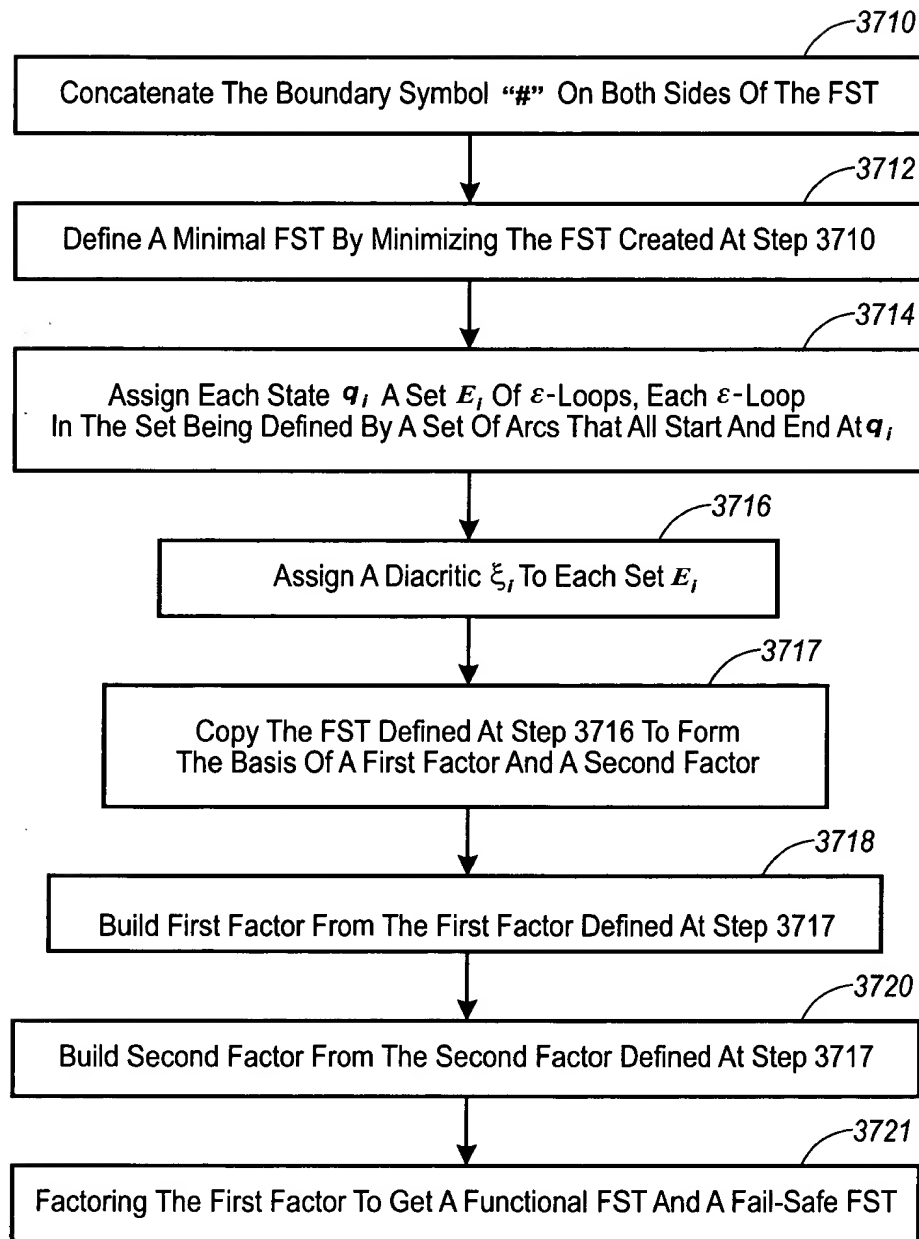 3710
Concatenate The Boundary Symbol “#” On Both Sides Of The FST
3712
Define A Minimal FST By Minimizing The FST Created At Step 3710
3714
Assign Each State qᵢ A Set Eᵢ Of ε-Loops, Each ε-Loop
In The Set Being Defined By A Set Of Arcs That All Start And End At qᵢ
3716
Assign A Diacritic ξᵢ To Each Set Eᵢ
3717
Copy The FST Defined At Step 3716 To Form
The Basis Of A First Factor And A Second Factor
3718
Build First Factor From The First Factor Defined At Step 3717
3720
Build Second Factor From The Second Factor Defined At Step 3717
3721
Factoring The First Factor To Get A Functional FST And A Fail-Safe FST